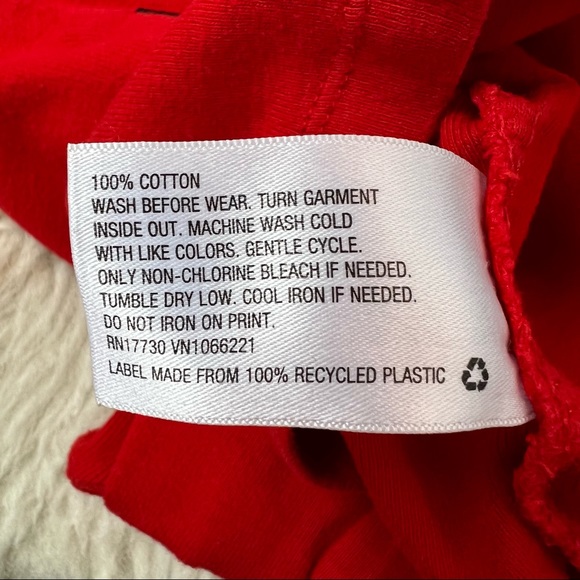 100% COTTON
WASH BEFORE WEAR. TURN GARMENT
INSIDE OUT. MACHINE WASH COLD
WITH LIKE COLORS. GENTLE CYCLE.
ONLY NON-CHLORINE BLEACH IF NEEDED.
TUMBLE DRY LOW. COOL IRON IF NEEDED.
DO NOT IRON ON PRINT.
RN17730 VN1066221
LABEL MADE FROM 100% RECYCLED PLASTIC